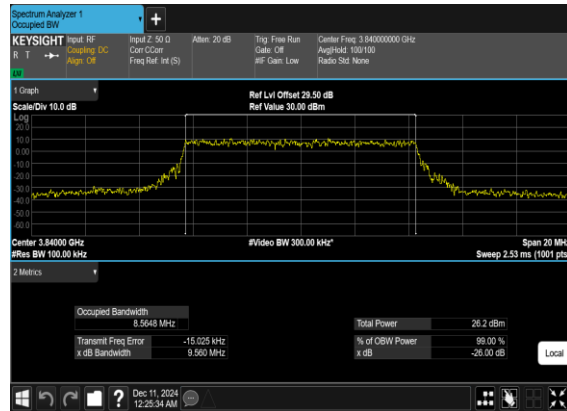 Spectrum Analyzer 1
Occupied BW
+
KEYSIGHT Input: RF Input Z: 50 Ω Atten: 20 dB Trig: Free Run Center Freq: 3.840000000 GHz
R T Coupling: DC Corr CCorr Gate: Off Avg|Hold: 100/100
Align: Off Freq Ref: Int (S) #IF Gain: Low Radio Std: None
1 Graph
Ref Lvl Offset 29.50 dB
Scale/Div 10.0 dB Ref Value 30.00 dBm
Log
20.0
10.0
0.00
-10.0
-20.0
-30.0
-40.0
-50.0
-60.0
Center 3.84000 GHz #Video BW 300.00 kHz* Span 20 MHz
#Res BW 100.00 kHz Sweep 2.53 ms (1001 pts)
2 Metrics
Occupied Bandwidth
8.5648 MHz Total Power 26.2 dBm
Transmit Freq Error -15.025 kHz % of OBW Power 99.00 %
x dB Bandwidth 9.560 MHz x dB -26.00 dB
Local
? Dec 11, 2024
12:25:34 AM